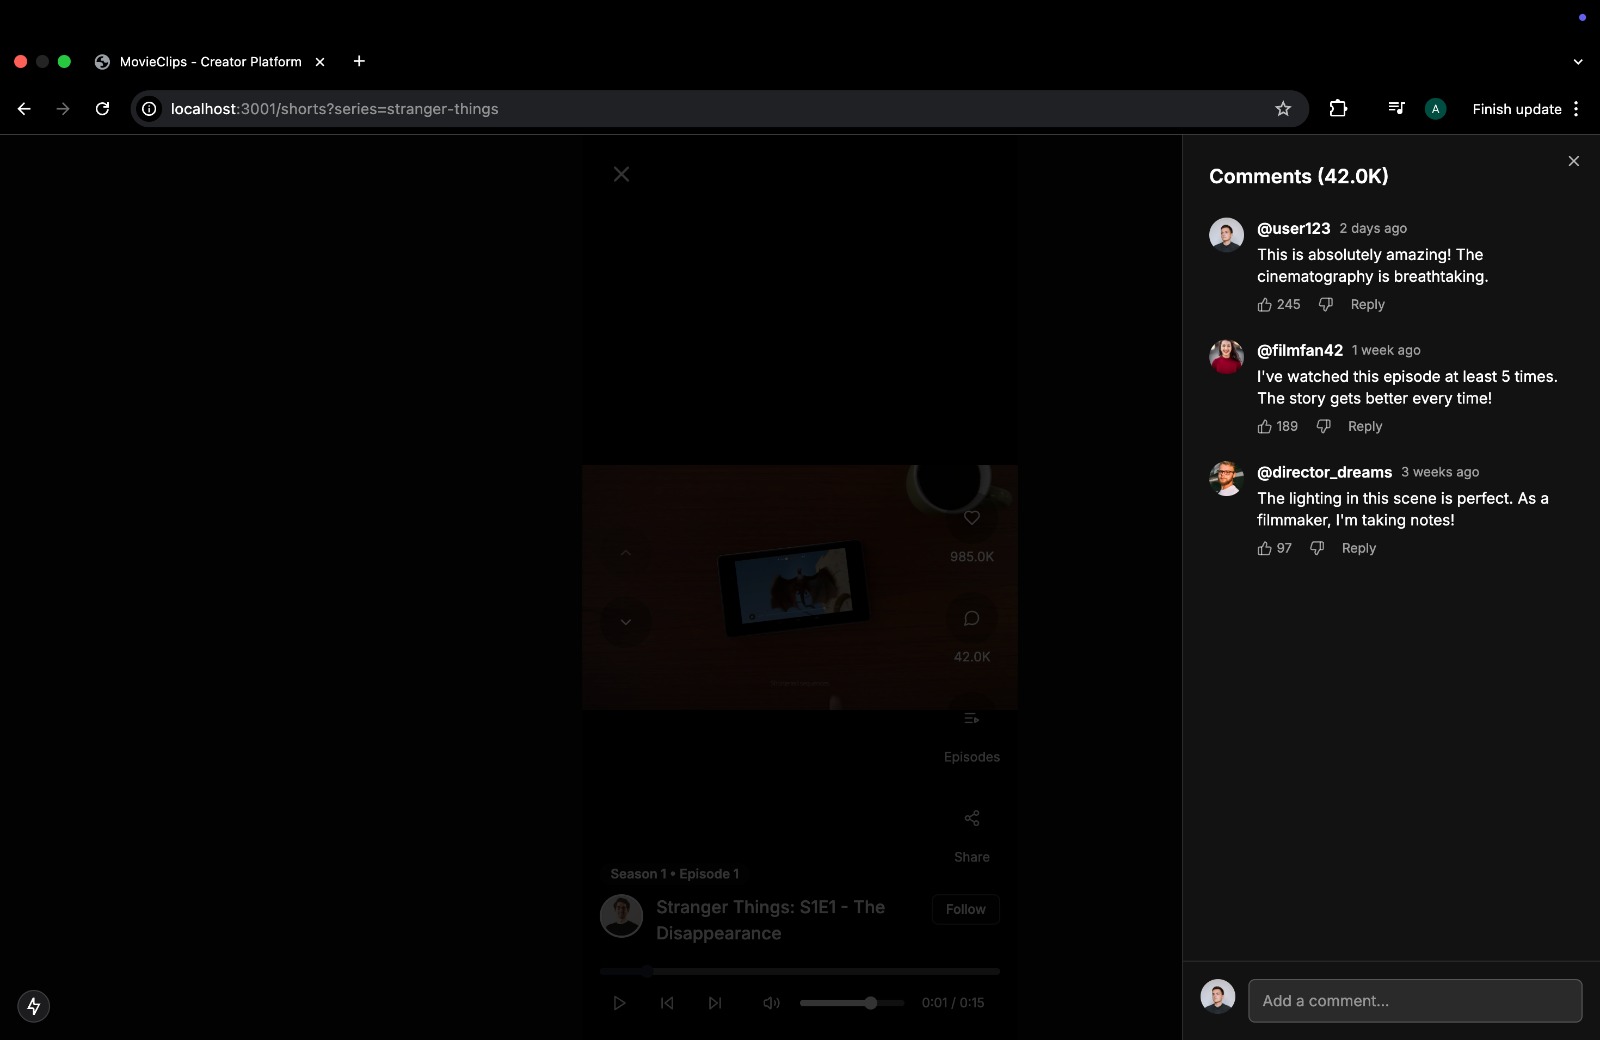 MovieClips - Creator Platform
localhost:3001/shorts?series=stranger-things
A
Finish update
Comments (42.0K)
@user123 2 days ago
This is absolutely amazing! The
cinematography is breathtaking.
245 Reply
@filmfan42 1 week ago
I've watched this episode at least 5 times.
The story gets better every time!
189 Reply
@director_dreams 3 weeks ago
The lighting in this scene is perfect. As a
filmmaker, I'm taking notes!
97 Reply
985.0K
42.0K
Episodes
Share
Season 1 • Episode 1
Stranger Things: S1E1 - The
Disappearance
Follow
0:01 / 0:15
Add a comment...